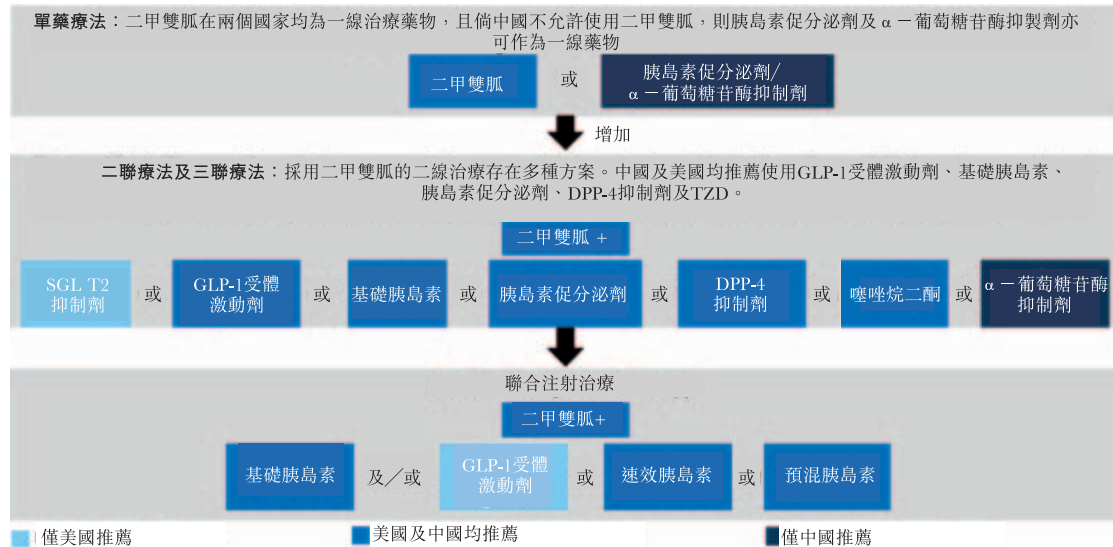 單藥療法：二甲雙胍在兩個國家均為一線治療藥物，且倘中國不允許使用二甲雙胍，則胰島素促分泌劑及α－葡萄糖苷酶抑製劑亦
可作為一線藥物
二甲雙胍 或 胰島素促分泌劑/
α－葡萄糖苷酶抑制劑
增加
二聯療法及三聯療法：採用二甲雙胍的二線治療存在多種方案。中國及美國均推薦使用GLP-1受體激動劑、基礎胰島素、
胰島素促分泌劑、DPP-4抑制劑及TZD。
二甲雙胍 +
SGL T2
抑制劑
或
GLP-1受體
激動劑
或
基礎胰島素
或
胰島素促分泌劑
或
DPP-4
抑制劑
或
噻唑烷二酮
或
α－葡萄糖苷酶
抑制劑
聯合注射治療
二甲雙胍+
基礎胰島素
及／或
GLP-1受體
激動劑
或
速效胰島素
或
預混胰島素
僅美國推薦
美國及中國均推薦
僅中國推薦